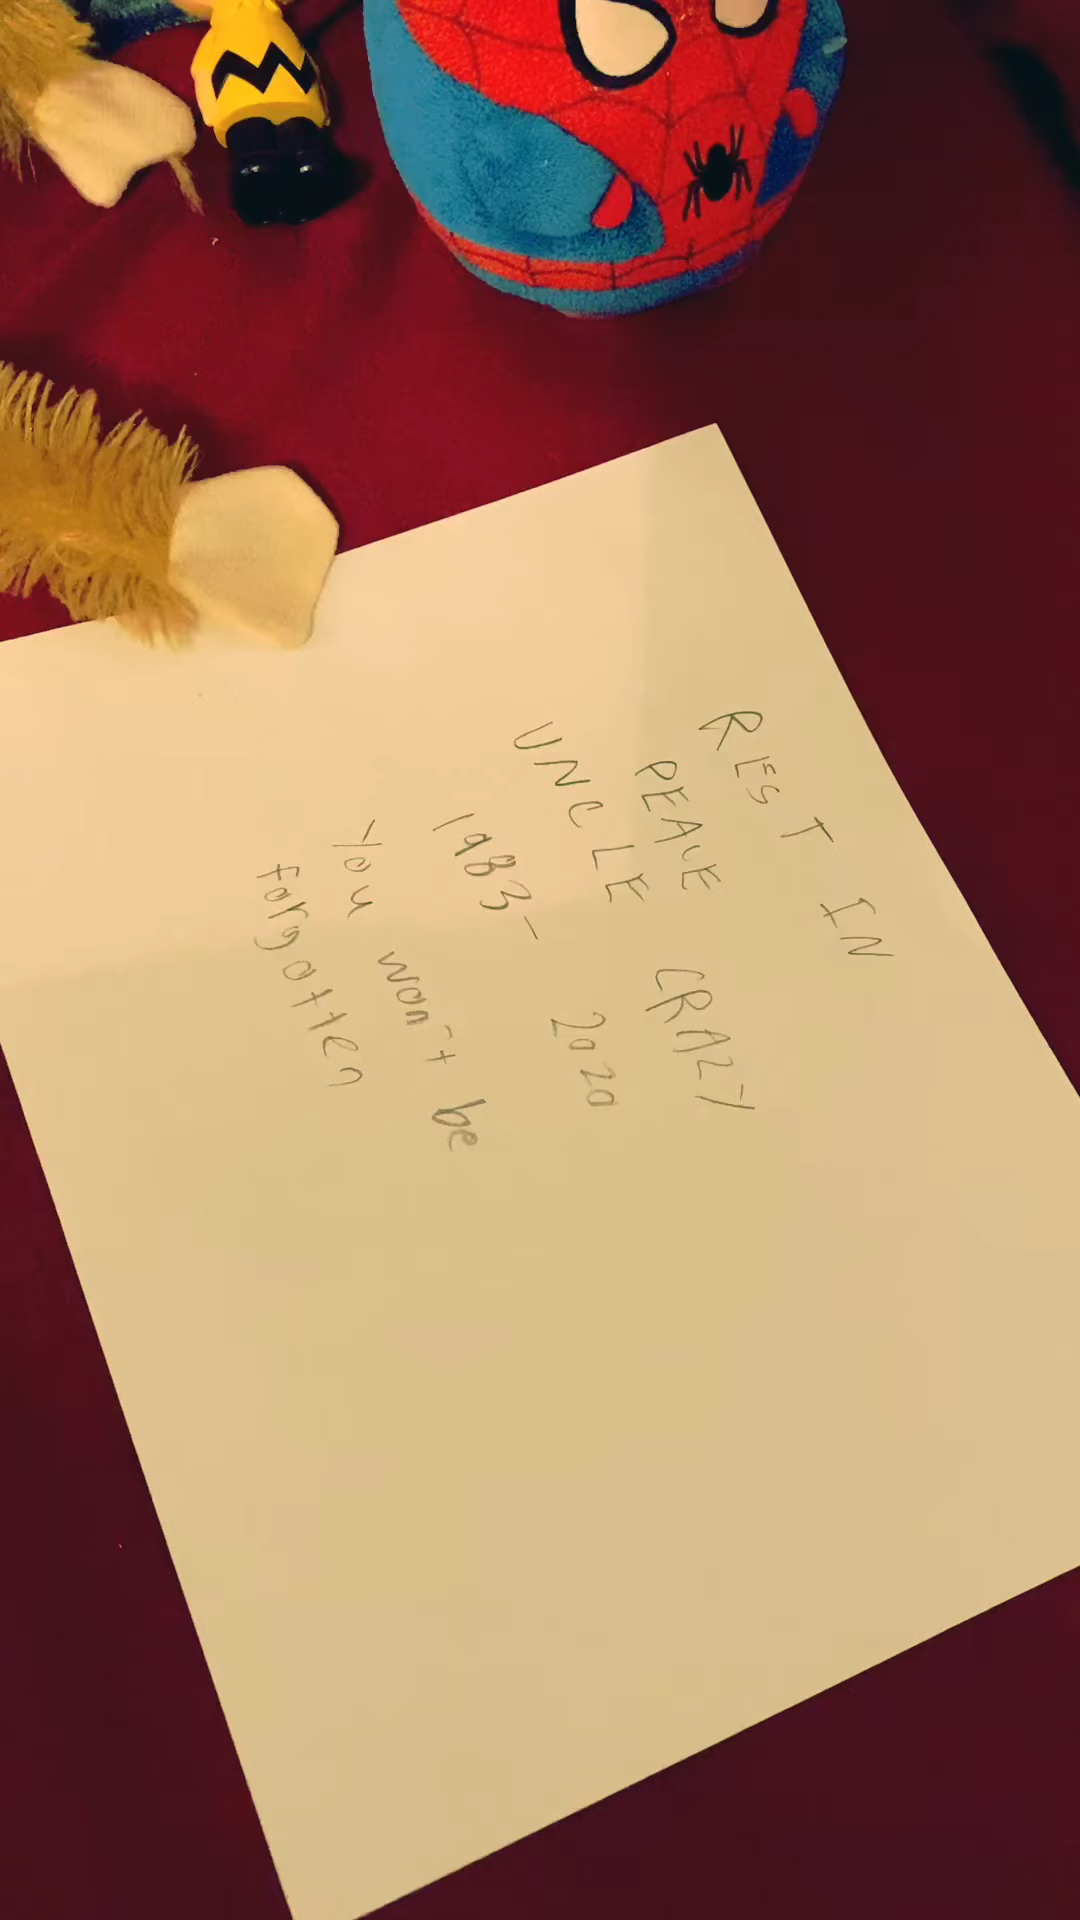 REST IN
PEACE
UNCLE CRAZY
1983- 2020
You won't be
forgotten